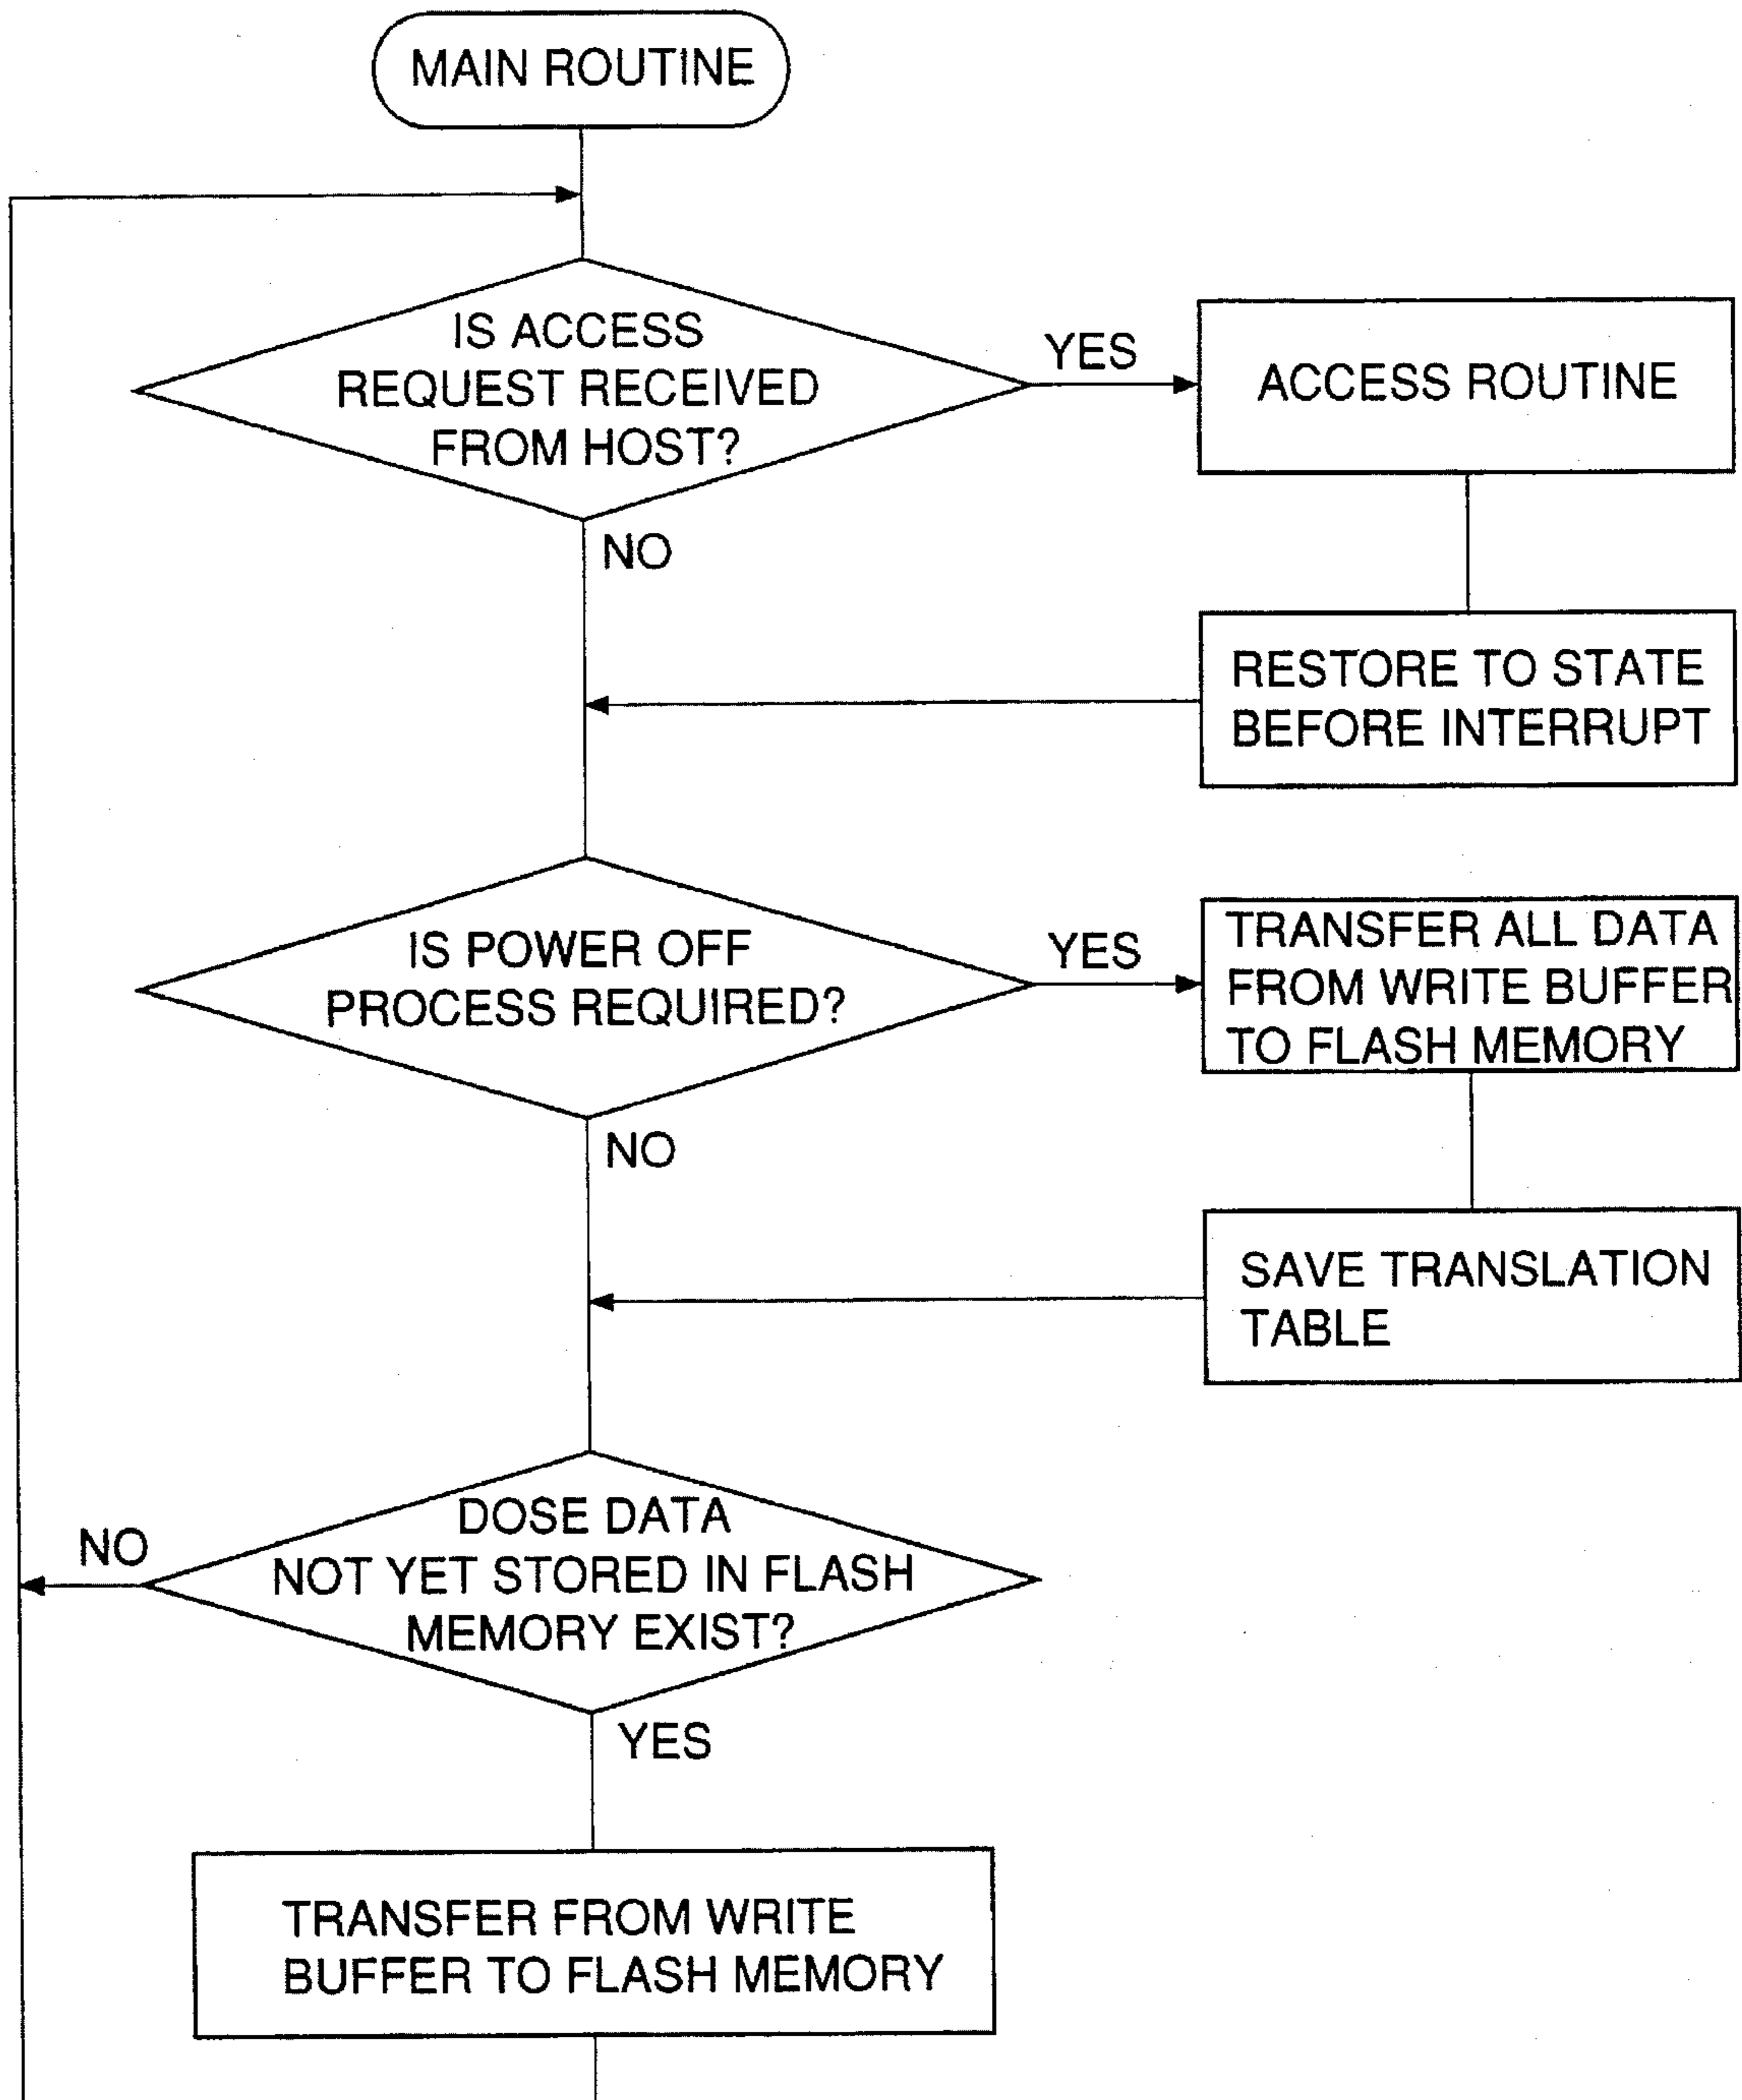 MAIN ROUTINE
IS ACCESS
REQUEST RECEIVED
FROM HOST?
YES
ACCESS ROUTINE
NO
RESTORE TO STATE
BEFORE INTERRUPT
IS POWER OFF
PROCESS REQUIRED?
YES
TRANSFER ALL DATA
FROM WRITE BUFFER
TO FLASH MEMORY
NO
SAVE TRANSLATION
TABLE
DOSE DATA
NOT YET STORED IN FLASH
MEMORY EXIST?
NO
YES
TRANSFER FROM WRITE
BUFFER TO FLASH MEMORY